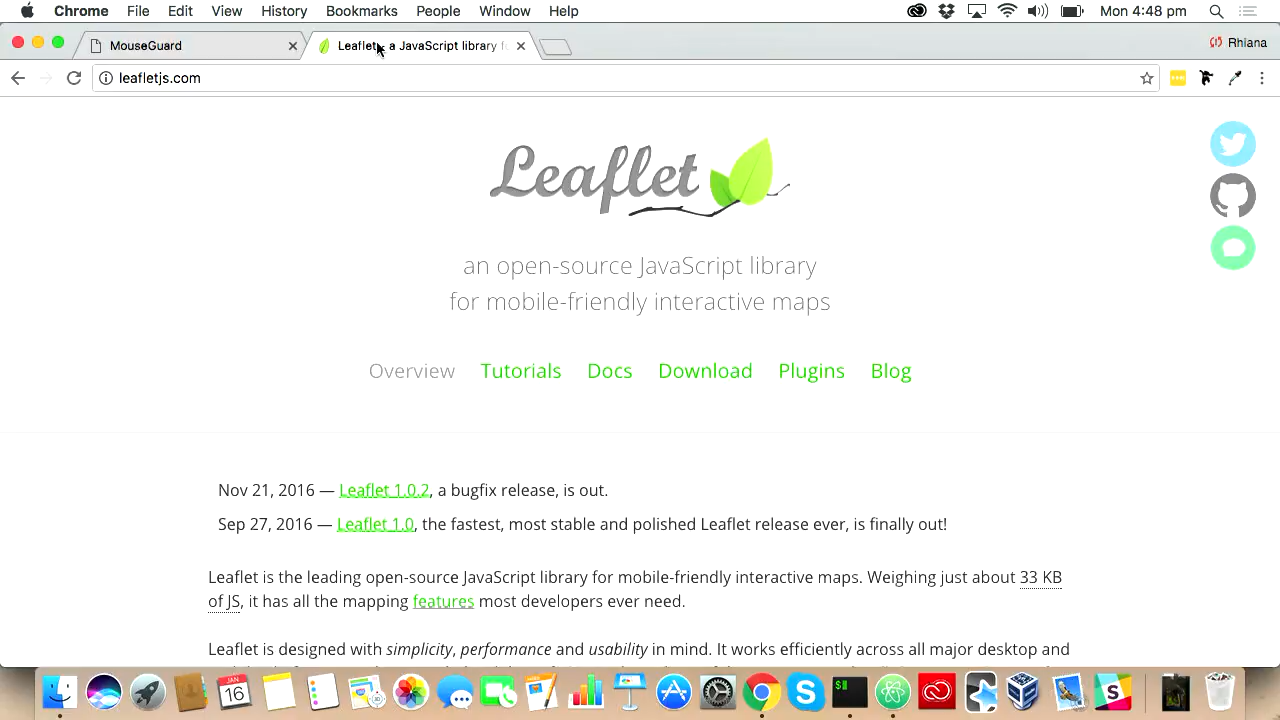 Chrome File Edit View History Bookmarks People Window Help Mon 4:48 pm
MouseGuard Leaflet - a JavaScript library f Rhiana
leafletjs.com
Leaflet
an open-source JavaScript library
for mobile-friendly interactive maps
Overview Tutorials Docs Download Plugins Blog
Nov 21, 2016 — Leaflet 1.0.2, a bugfix release, is out.
Sep 27, 2016 — Leaflet 1.0, the fastest, most stable and polished Leaflet release ever, is finally out!
Leaflet is the leading open-source JavaScript library for mobile-friendly interactive maps. Weighing just about 33 KB
of JS, it has all the mapping features most developers ever need.
Leaflet is designed with simplicity, performance and usability in mind. It works efficiently across all major desktop and
JAN
16